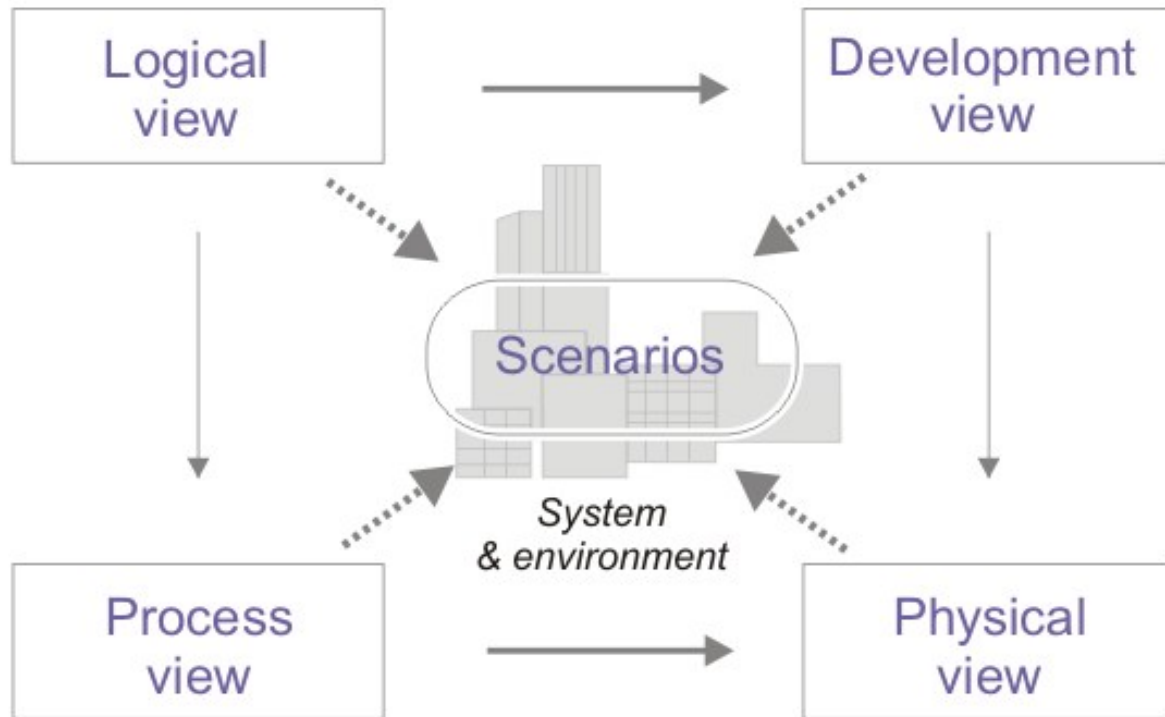 Logical
view
Development
view
Scenarios
System
& environment
Process
view
Physical
view